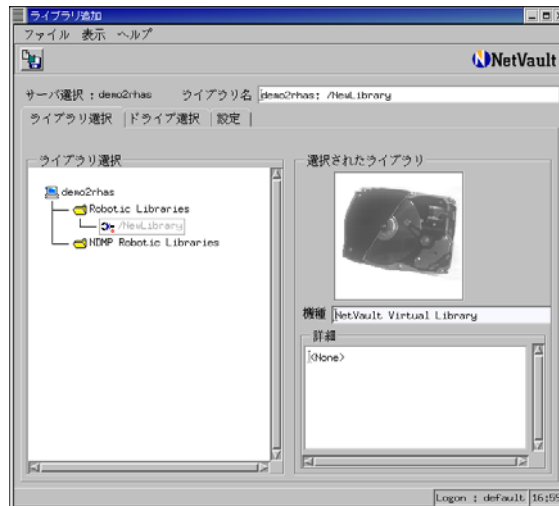 ライブラリ追加
ファイル 表示 ヘルプ
NetVault
サーバ選択 : demo2rhas ライブラリ名 demo2rhas: /NewLibrary
ライブラリ選択 ドライブ選択 設定
ライブラリ選択
demo2rhas
Robotic Libraries
/NewLibrary
NDMP Robotic Libraries
選択されたライブラリ
機種 NetVault Virtual Library
詳細
<None>
Logon : default 16:55